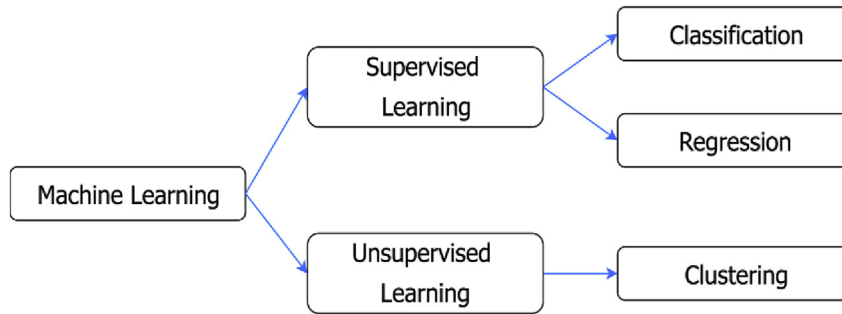 Classification
Supervised
Learning
Regression
Machine Learning
Unsupervised
Learning
Clustering